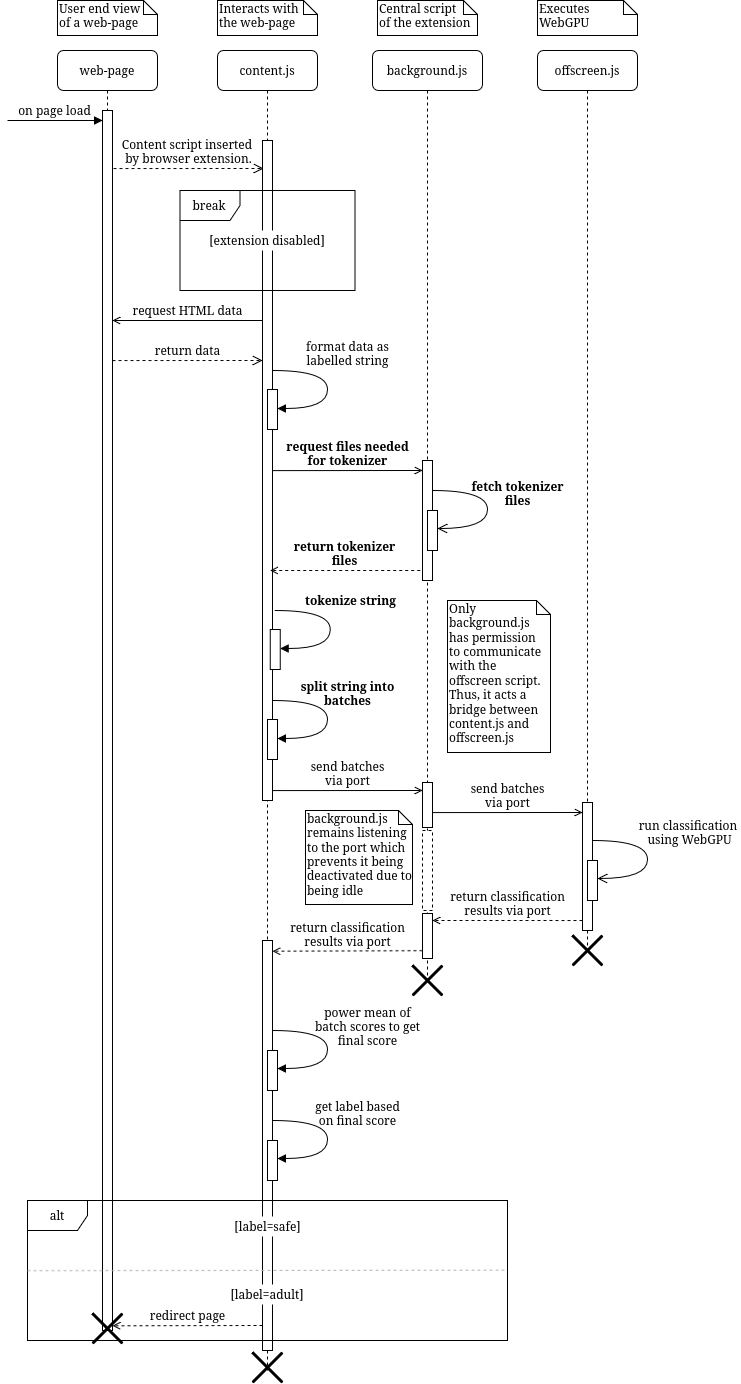 User end view
of a web-page
Interacts with
the web-page
Central script
of the extension
Executes
WebGPU
web-page
content.js
background.js
offscreen.js
on page load
Content script inserted
by browser extension.
break
[extension disabled]
request HTML data
return data
format data as
labelled string
request files needed
for tokenizer
fetch tokenizer
files
return tokenizer
files
tokenize string
Only
background.js
has permission
to communicate
with the
offscreen script.
Thus, it acts a
bridge between
content.js and
offscreen.js
split string into
batches
send batches
via port
send batches
via port
background.js
remains listening
to the port which
prevents it being
deactivated due to
being idle
run classification
using WebGPU
return classification
results via port
return classification
results via port
power mean of
batch scores to get
final score
get label based
on final score
alt
[label=safe]
[label=adult]
redirect page